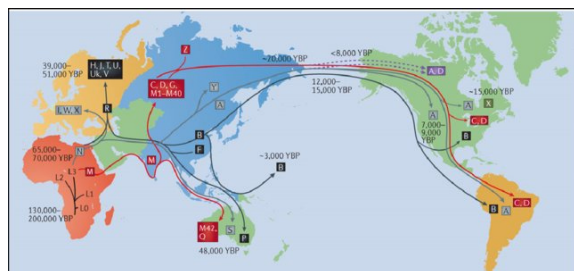 39,000–
51,000 YBP
H, J, T, U,
Uk, V
I,W, X
R
N
65,000–
70,000 YBP
M
L3
L2
L1
L0
130,000–
200,000 YBP
C, D, G,
M1–M40
Y
A
B
F
M
M42,
Q
48,000 YBP
S
P
~3,000 YBP
B
~20,000 YBP
<8,000 YBP
A/D
12,000–
15,000 YBP
~15,000 YBP
A
X
A
C/D
7,000–
9,000 YBP
B
B
A
C/D